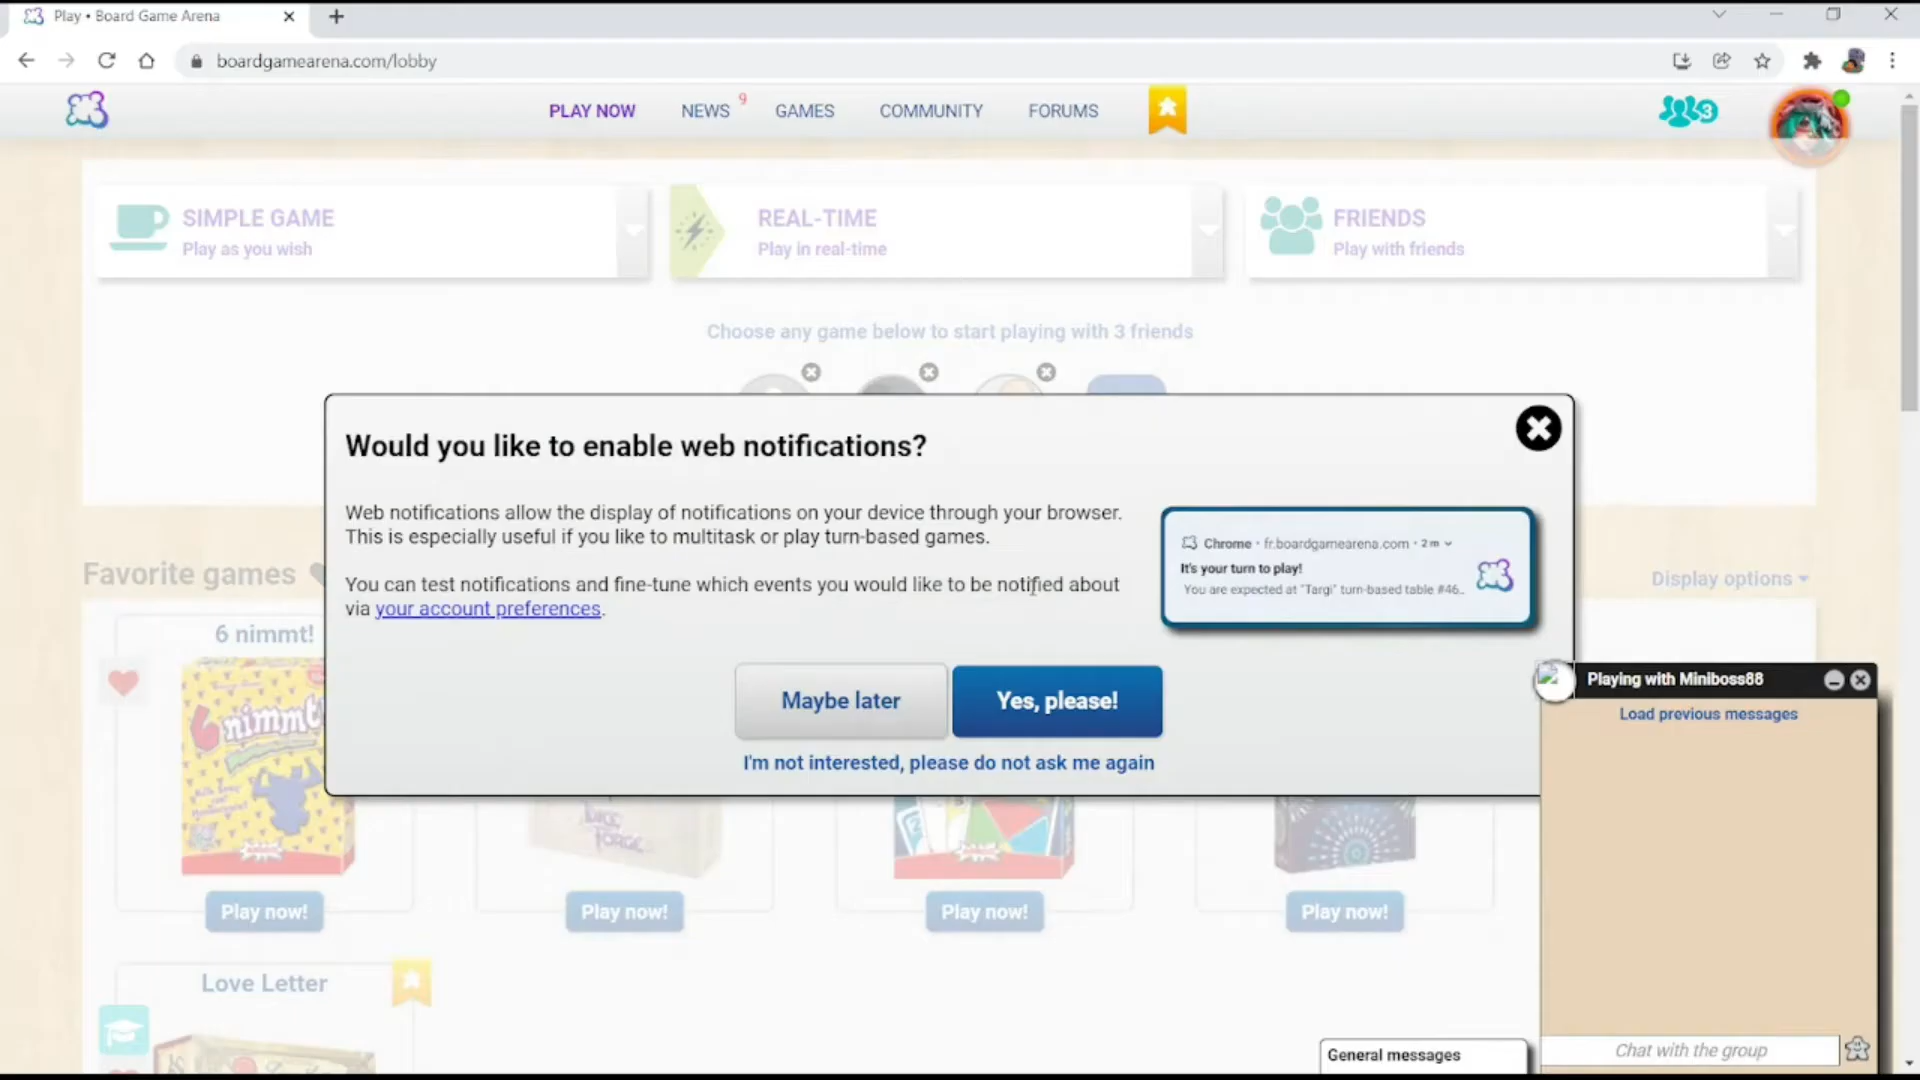 Play • Board Game Arena
boardgamearena.com/lobby
PLAY NOW
NEWS 9
GAMES
COMMUNITY
FORUMS
3
SIMPLE GAME
Play as you wish
REAL-TIME
Play in real-time
FRIENDS
Play with friends
Choose any game below to start playing with 3 friends
Would you like to enable web notifications?
Web notifications allow the display of notifications on your device through your browser.
This is especially useful if you like to multitask or play turn-based games.
You can test notifications and fine-tune which events you would like to be notified about
via your account preferences.
Chrome · fr.boardgamearena.com · 2 m
It's your turn to play!
You are expected at "Targi" turn-based table #46...
Maybe later
Yes, please!
I'm not interested, please do not ask me again
Favorite games
Display options
6 nimmt!
6 nimmt
AMIGO
DICE
FORGE
AMIGO
Playing with Miniboss88
Load previous messages
Play now!
Play now!
Play now!
Play now!
Love Letter
General messages
Chat with the group